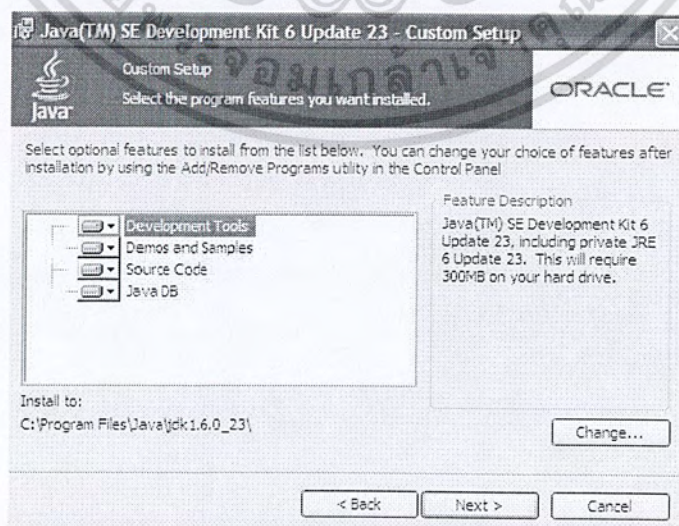 Java(TM) SE Development Kit 6 Update 23 - Custom Setup
Java
Custom Setup
Select the program features you want installed.
ORACLE
Select optional features to install from the list below. You can change your choice of features after
installation by using the Add/Remove Programs utility in the Control Panel
Development Tools
Demos and Samples
Source Code
Java DB
Feature Description
Java(TM) SE Development Kit 6
Update 23, including private JRE
6 Update 23. This will require
300MB on your hard drive.
Install to:
C:\Program Files\Java\jdk1.6.0_23\
Change...
< Back
Next >
Cancel